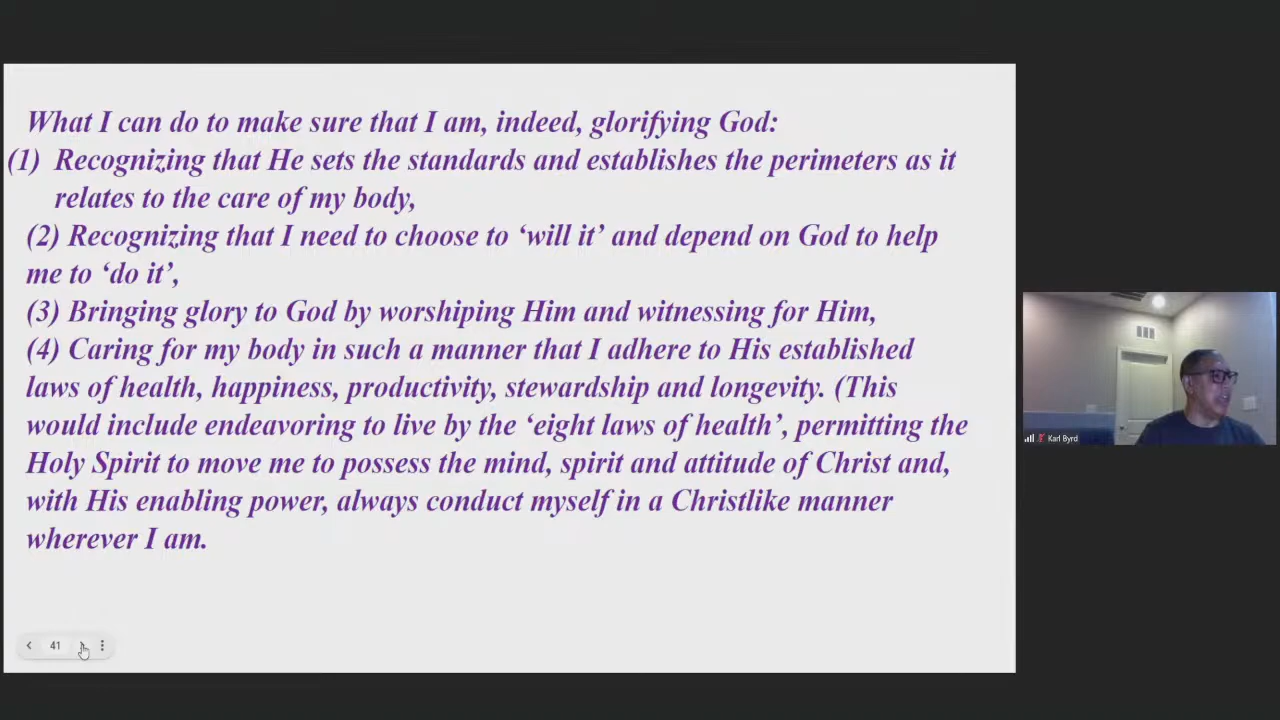 What I can do to make sure that I am, indeed, glorifying God:
(1) Recognizing that He sets the standards and establishes the perimeters as it
relates to the care of my body,
(2) Recognizing that I need to choose to ‘will it’ and depend on God to help
me to ‘do it’,
(3) Bringing glory to God by worshiping Him and witnessing for Him,
(4) Caring for my body in such a manner that I adhere to His established
laws of health, happiness, productivity, stewardship and longevity. (This
would include endeavoring to live by the ‘eight laws of health’, permitting the
Holy Spirit to move me to possess the mind, spirit and attitude of Christ and,
with His enabling power, always conduct myself in a Christlike manner
wherever I am.
Karl Byrd
41